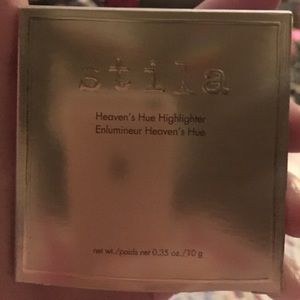 stila
Heaven's Hue Highlighter
Enlumineur Heaven's Hue
net wt./poids net 0.35 oz./10 g